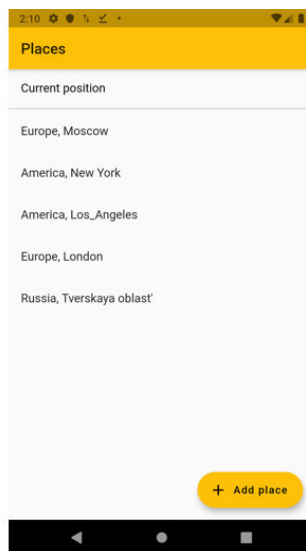 2:10
Places
Current position
Europe, Moscow
America, New York
America, Los_Angeles
Europe, London
Russia, Tverskaya oblast'
+ Add place